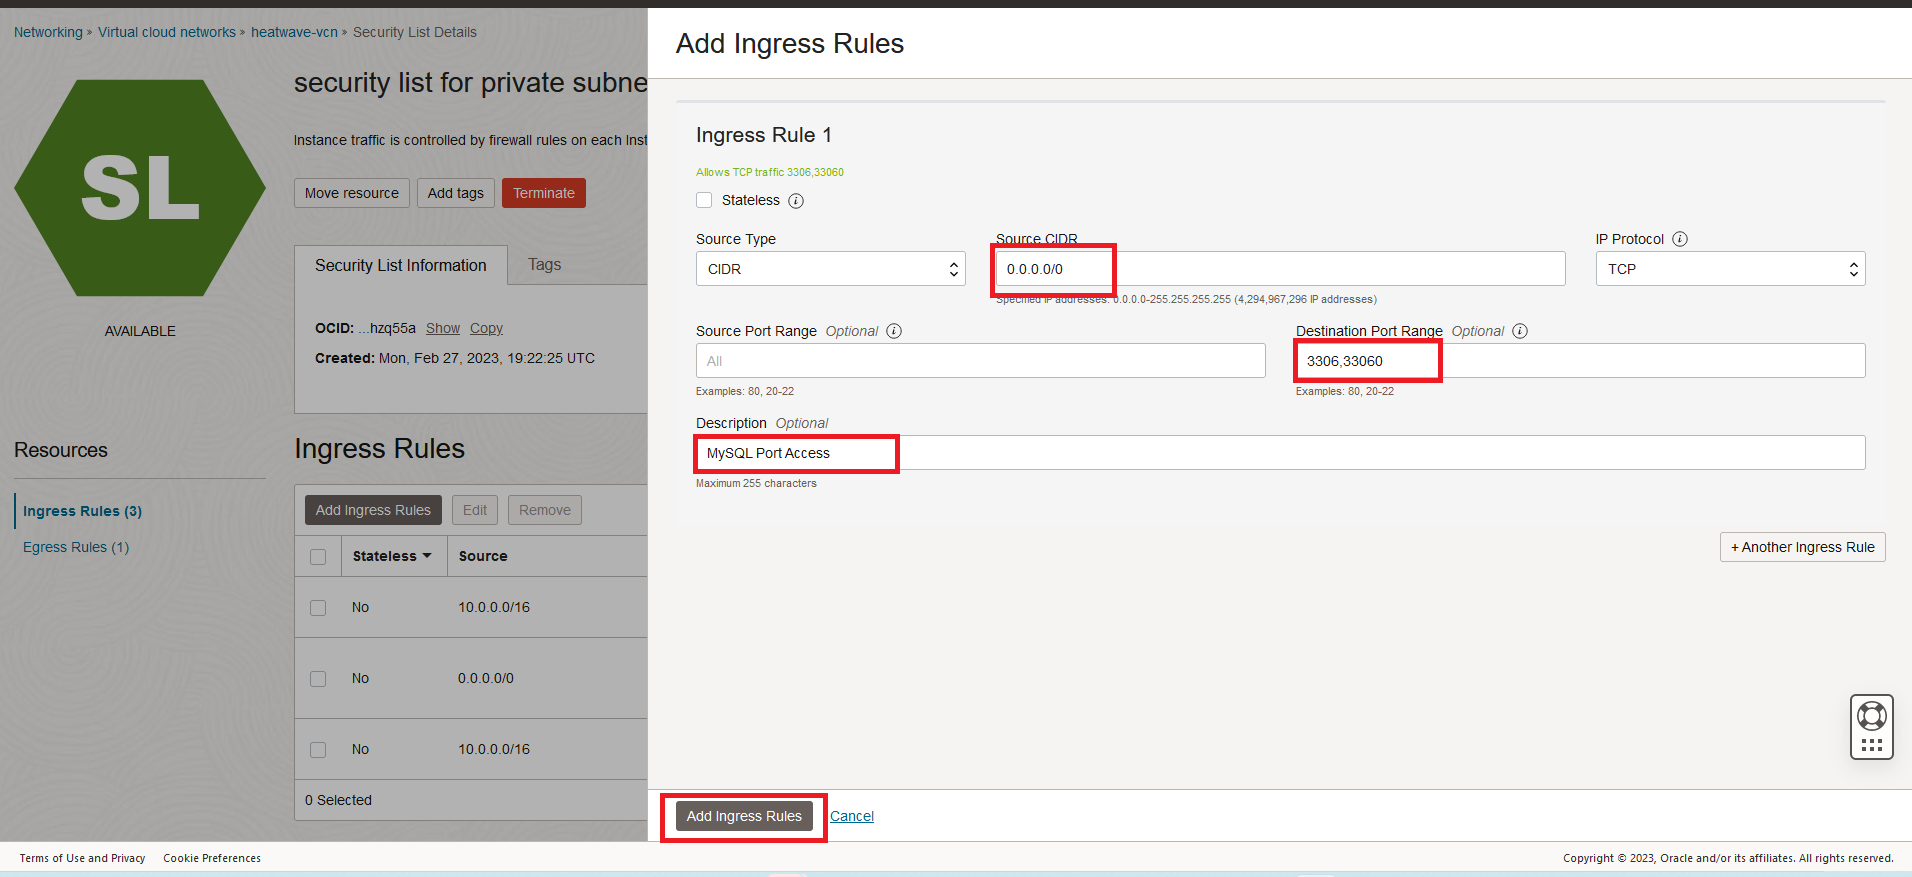 Networking » Virtual cloud networks » heatwave-vcn » Security List Details
SL
AVAILABLE
security list for private subne
Instance traffic is controlled by firewall rules on each Inst
Move resource Add tags Terminate
Security List Information Tags
OCID: ...hzq55a Show Copy
Created: Mon, Feb 27, 2023, 19:22:25 UTC
Resources
Ingress Rules (3)
Egress Rules (1)
Ingress Rules
Add Ingress Rules Edit Remove
Stateless Source
No 10.0.0.0/16
No 0.0.0.0/0
No 10.0.0.0/16
0 Selected
Add Ingress Rules
Ingress Rule 1
Allows TCP traffic 3306,33060
Stateless i
Source Type Source CIDR IP Protocol i
CIDR 0.0.0.0/0 TCP
Specified IP addresses: 0.0.0.0-255.255.255.255 (4,294,967,296 IP addresses)
Source Port Range Optional i Destination Port Range Optional i
All 3306,33060
Examples: 80, 20-22 Examples: 80, 20-22
Description Optional
MySQL Port Access
Maximum 255 characters
+ Another Ingress Rule
Add Ingress Rules Cancel
Terms of Use and Privacy Cookie Preferences Copyright © 2023, Oracle and/or its affiliates. All rights reserved.